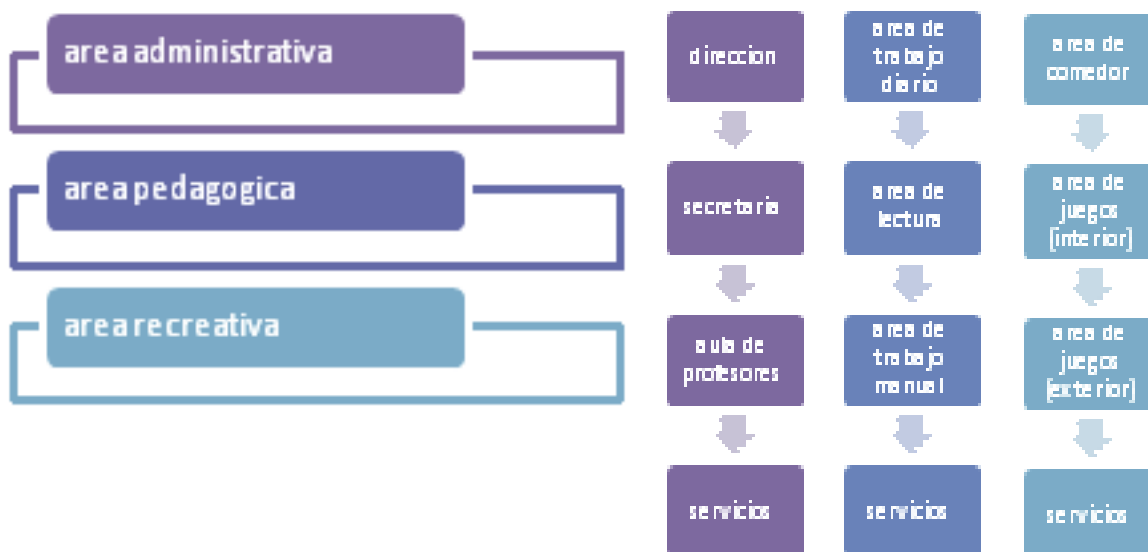 area administrativa
area pedagogica
area recreativa
direccion
secretaria
aula de
profesores
servicios
area de
trabajo
diario
area de
lectura
area de
trabajo
manual
servicios
area de
comedor
area de
juegos
(interior)
area de
juegos
(exterior)
servicios